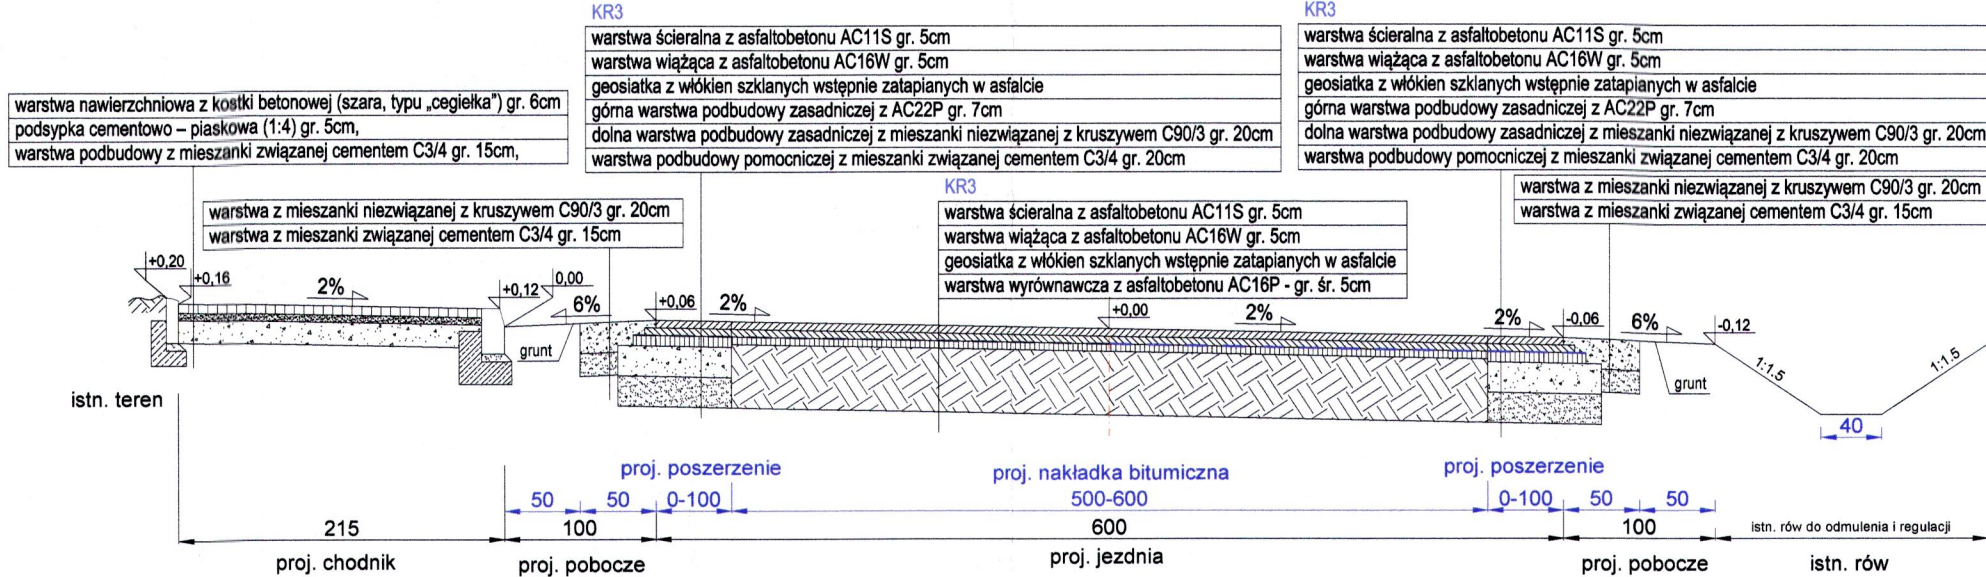 KR3
warstwa ścieralna z asfaltobetonu AC11S gr. 5cm
warstwa wiążąca z asfaltobetonu AC16W gr. 5cm
geosiatka z włókien szklanych wstępnie zatapianych w asfalcie
górna warstwa podbudowy zasadniczej z AC22P gr. 7cm
dolna warstwa podbudowy zasadniczej z mieszanki niezwiązanej z kruszywem C90/3 gr. 20cm
warstwa podbudowy pomocniczej z mieszanki związanej cementem C3/4 gr. 20cm
KR3
warstwa ścieralna z asfaltobetonu AC11S gr. 5cm
warstwa wiążąca z asfaltobetonu AC16W gr. 5cm
geosiatka z włókien szklanych wstępnie zatapianych w asfalcie
górna warstwa podbudowy zasadniczej z AC22P gr. 7cm
dolna warstwa podbudowy zasadniczej z mieszanki niezwiązanej z kruszywem C90/3 gr. 20cm
warstwa podbudowy pomocniczej z mieszanki związanej cementem C3/4 gr. 20cm
warstwa nawierzchniowa z kostki betonowej (szara, typu „cegiełka”) gr. 6cm
podsypka cementowo – piaskowa (1:4) gr. 5cm,
warstwa podbudowy z mieszanki związanej cementem C3/4 gr. 15cm,
warstwa z mieszanki niezwiązanej z kruszywem C90/3 gr. 20cm
warstwa z mieszanki związanej cementem C3/4 gr. 15cm
KR3
warstwa ścieralna z asfaltobetonu AC11S gr. 5cm
warstwa wiążąca z asfaltobetonu AC16W gr. 5cm
geosiatka z włókien szklanych wstępnie zatapianych w asfalcie
warstwa wyrównawcza z asfaltobetonu AC16P - gr. śr. 5cm
warstwa z mieszanki niezwiązanej z kruszywem C90/3 gr. 20cm
warstwa z mieszanki związanej cementem C3/4 gr. 15cm
+0,20
+0,16
2%
+0,12
0,00
6%
+0,06
2%
+0,00
2%
2%
-0,06
6%
-0,12
grunt
grunt
1:1.5
1:1.5
istn. teren
40
proj. poszerzenie
proj. nakładka bitumiczna
proj. poszerzenie
50
50
0-100
500-600
0-100
50
50
215
100
600
100
istn. rów do odmulenia i regulacji
proj. chodnik
proj. pobocze
proj. jezdnia
proj. pobocze
istn. rów